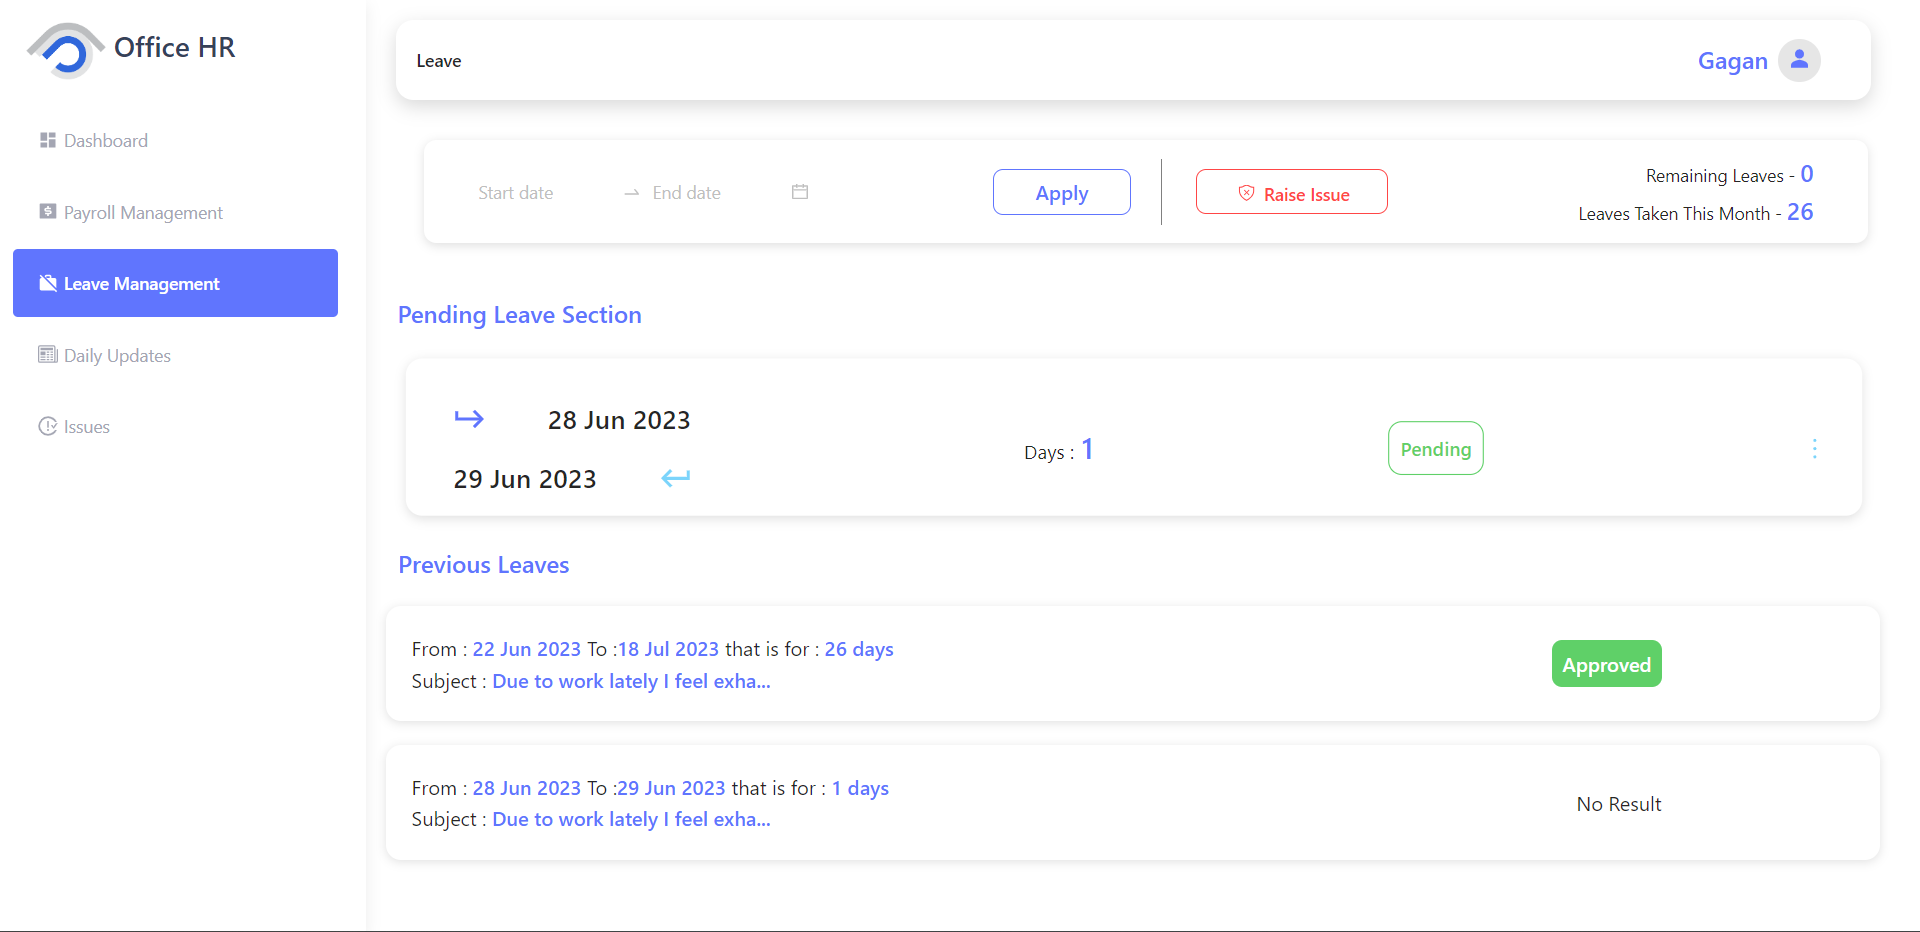 Office HR
Dashboard
Payroll Management
Leave Management
Daily Updates
Issues
Leave
Gagan
Start date
End date
Apply
Raise Issue
Remaining Leaves - 0
Leaves Taken This Month - 26
Pending Leave Section
28 Jun 2023
29 Jun 2023
Days : 1
Pending
Previous Leaves
From : 22 Jun 2023 To :18 Jul 2023 that is for : 26 days
Subject : Due to work lately I feel exha...
Approved
From : 28 Jun 2023 To :29 Jun 2023 that is for : 1 days
Subject : Due to work lately I feel exha...
No Result